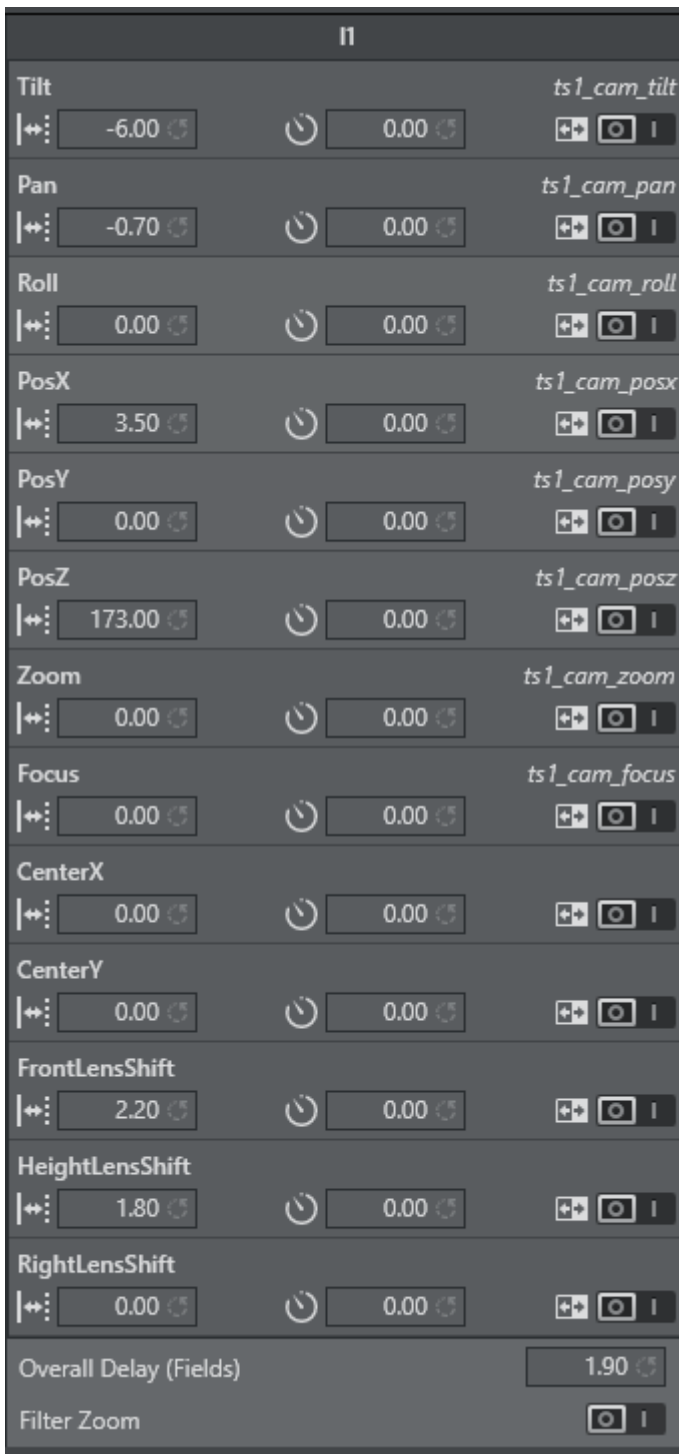 I1
Tilt ts1_cam_tilt
-6.00 0.00
Pan ts1_cam_pan
-0.70 0.00
Roll ts1_cam_roll
0.00 0.00
PosX ts1_cam_posx
3.50 0.00
PosY ts1_cam_posy
0.00 0.00
PosZ ts1_cam_posz
173.00 0.00
Zoom ts1_cam_zoom
0.00 0.00
Focus ts1_cam_focus
0.00 0.00
CenterX
0.00 0.00
CenterY
0.00 0.00
FrontLensShift
2.20 0.00
HeightLensShift
1.80 0.00
RightLensShift
0.00 0.00
Overall Delay (Fields) 1.90
Filter Zoom